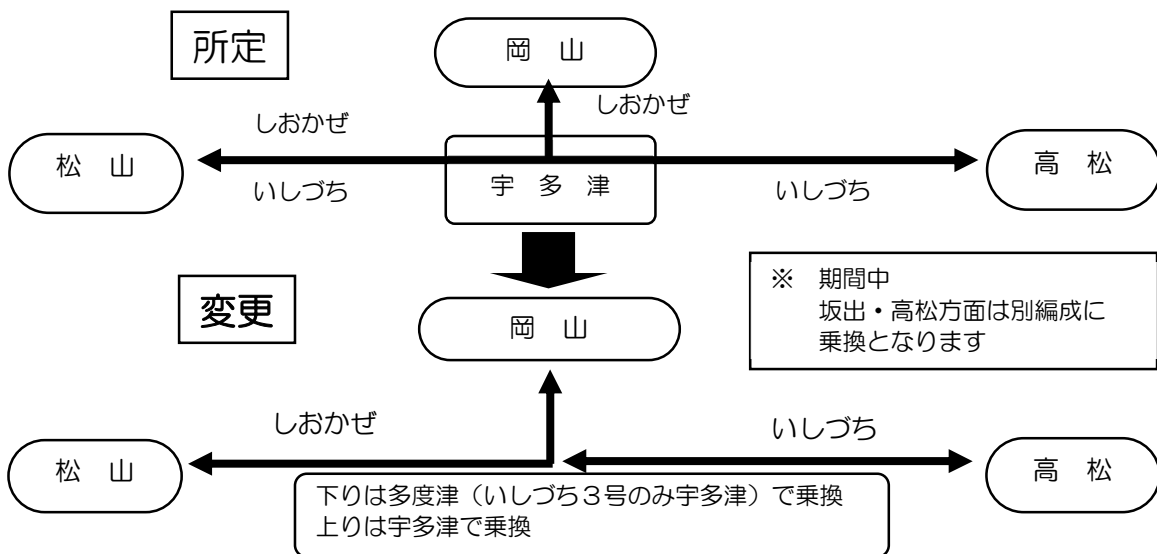 所定
岡 山
しおかぜ
しおかぜ
松 山
いしづち
宇 多 津
いしづち
高 松
変更
岡 山
※ 期間中
坂出・高松方面は別編成に
乗換となります
しおかぜ
いしづち
松 山
高 松
下りは多度津（いしづち３号のみ宇多津）で乗換
上りは宇多津で乗換